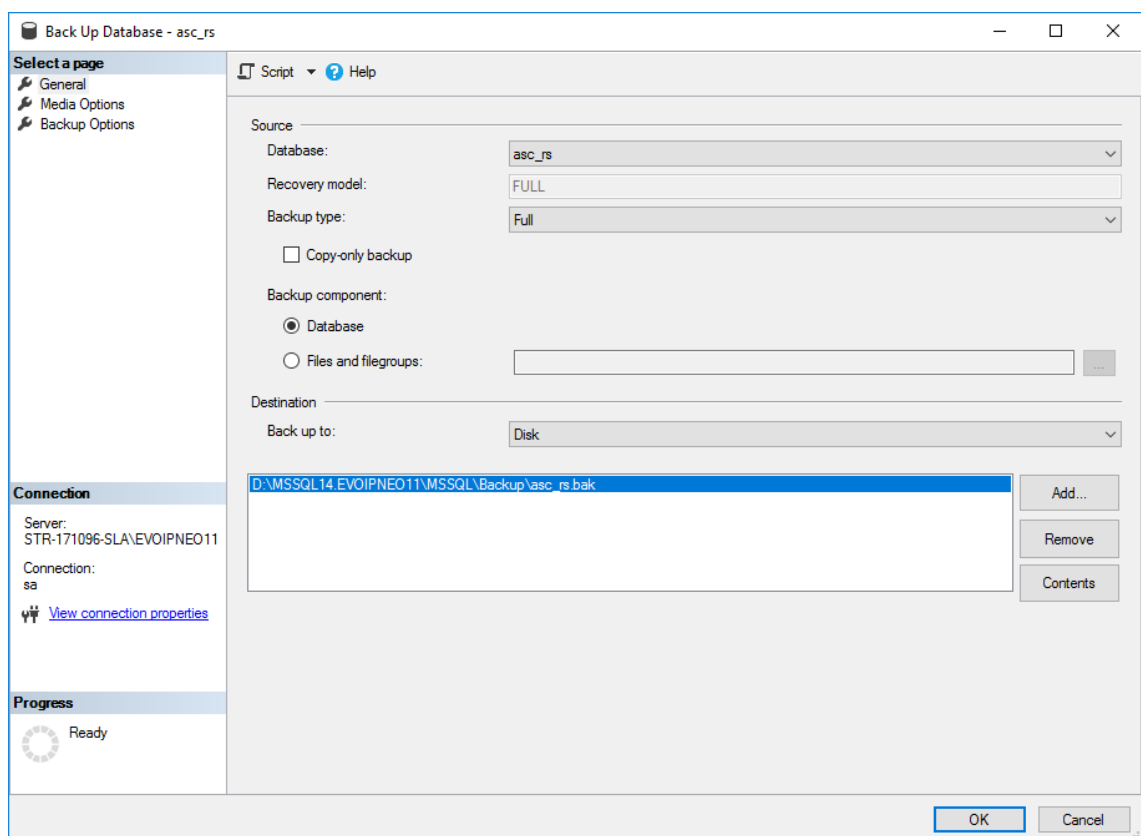 Back Up Database - asc_rs
Select a page
General
Media Options
Backup Options
Script
Help
Source
Database:
asc_rs
Recovery model:
FULL
Backup type:
Full
Copy-only backup
Backup component:
Database
Files and filegroups:
...
Destination
Back up to:
Disk
D:\MSSQL14.EVOIPNEO11\MSSQL\Backup\asc_rs.bak
Add...
Remove
Contents
Connection
Server:
STR-171096-SLA\EVOIPNEO11
Connection:
sa
View connection properties
Progress
Ready
OK
Cancel